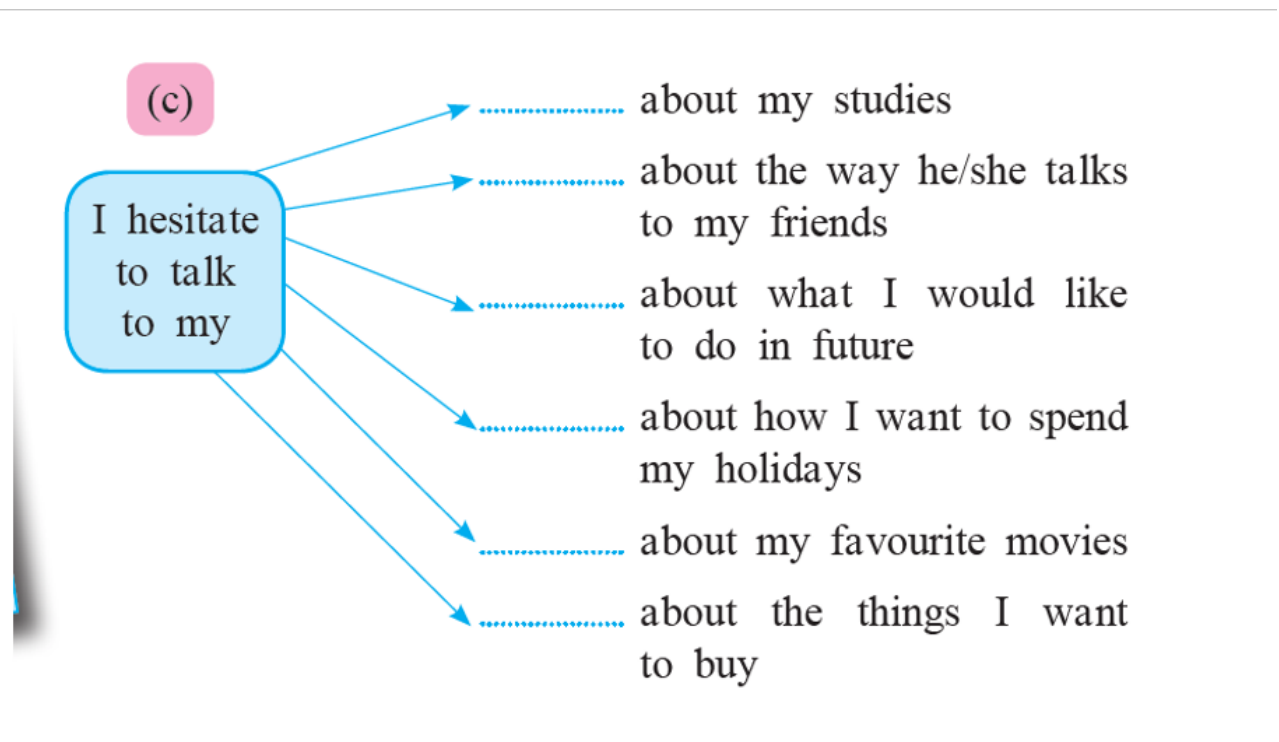 (c)
I hesitate
to talk
to my
.................... about my studies
.................... about the way he/she talks
to my friends
.................... about what I would like
to do in future
.................... about how I want to spend
my holidays
.................... about my favourite movies
.................... about the things I want
to buy